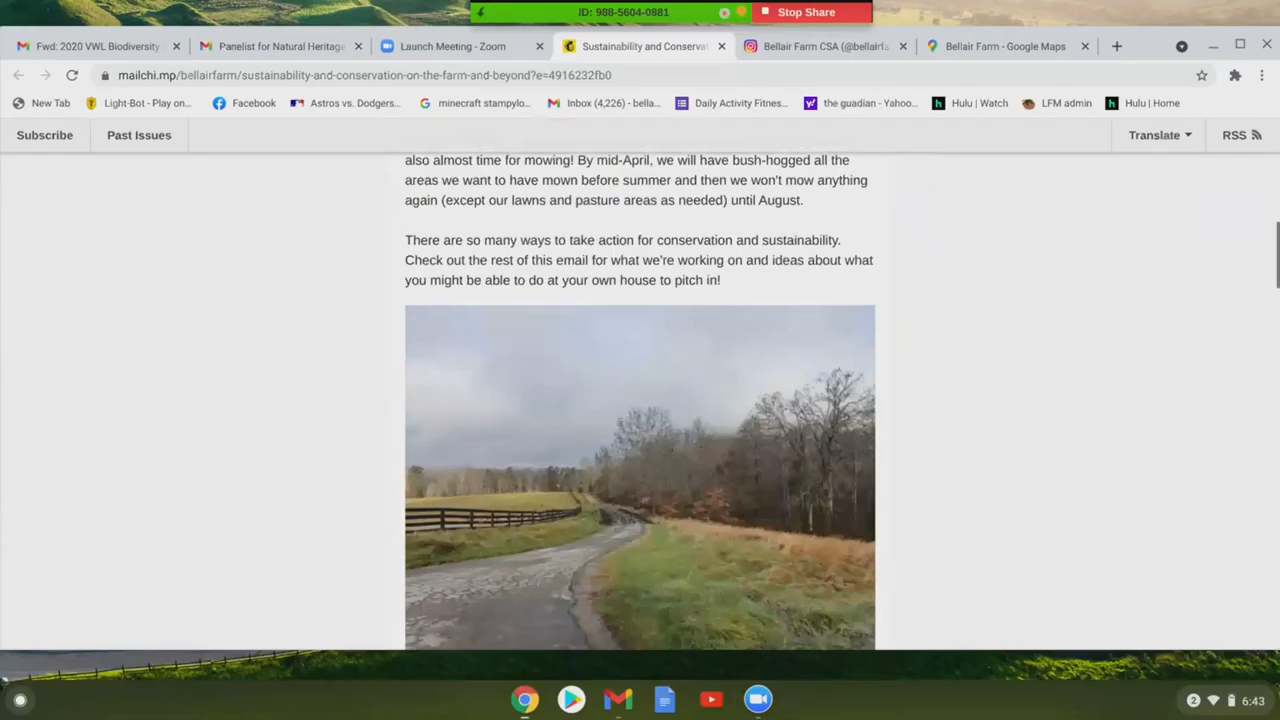 ID: 988-5604-0881
Stop Share
Fwd: 2020 VWL Biodiversity
Panelist for Natural Heritage
Launch Meeting - Zoom
Sustainability and Conservat
Bellair Farm CSA (@bellairfa
Bellair Farm - Google Maps
mailchi.mp/bellairfarm/sustainability-and-conservation-on-the-farm-and-beyond?e=4916232fb0
New Tab
Light-Bot - Play on...
Facebook
Astros vs. Dodgers...
minecraft stampylo...
Inbox (4,226) - bella...
Daily Activity Fitnes...
the guadian - Yahoo...
Hulu | Watch
LFM admin
Hulu | Home
Subscribe
Past Issues
Translate
RSS
also almost time for mowing! By mid-April, we will have bush-hogged all the
areas we want to have mown before summer and then we won't mow anything
again (except our lawns and pasture areas as needed) until August.
There are so many ways to take action for conservation and sustainability.
Check out the rest of this email for what we're working on and ideas about what
you might be able to do at your own house to pitch in!
2
6:43